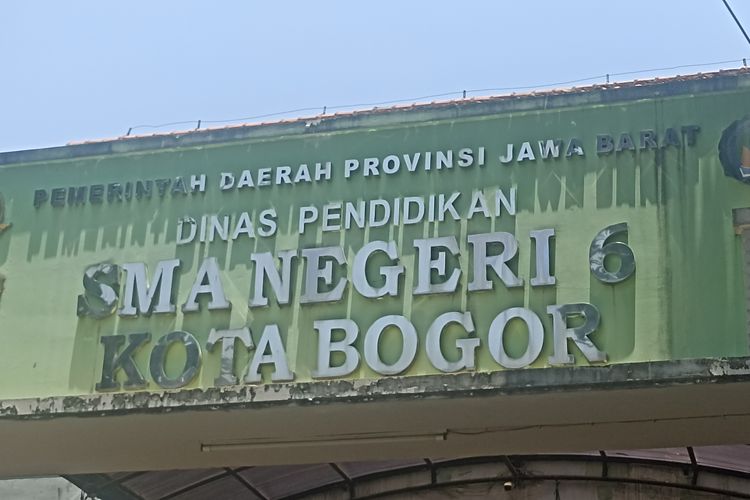 PEMERINTAH DAERAH PROVINSI JAWA BARAT
DINAS PENDIDIKAN
SMA NEGERI 6
KOTA BOGOR